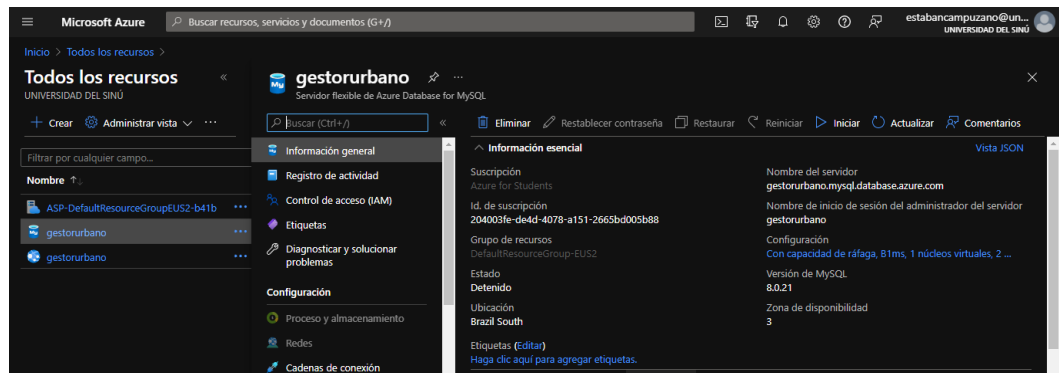 Microsoft Azure
Buscar recursos, servicios y documentos (G+/)
estabancampuzano@un...
UNIVERSIDAD DEL SINÚ
Inicio > Todos los recursos >
Todos los recursos
UNIVERSIDAD DEL SINÚ
+ Crear Administrar vista ...
Filtrar por cualquier campo...
Nombre ↑↓
ASP-DefaultResourceGroupEUS2-b41b ...
gestorurbano ...
gestorurbano ...
gestorurbano ...
Servidor flexible de Azure Database for MySQL
Buscar (Ctrl+/)
Información general
Registro de actividad
Control de acceso (IAM)
Etiquetas
Diagnosticar y solucionar
problemas
Configuración
Proceso y almacenamiento
Redes
Cadenas de conexión
Eliminar Restablecer contraseña Restaurar Reiniciar Iniciar Actualizar Comentarios
Información esencial Vista JSON
Suscripción
Azure for Students
Id. de suscripción
204003fe-de4d-4078-a151-2665bd005b88
Grupo de recursos
DefaultResourceGroup-EUS2
Estado
Detenido
Ubicación
Brazil South
Etiquetas (Editar)
Haga clic aquí para agregar etiquetas.
Nombre del servidor
gestorurbano.mysql.database.azure.com
Nombre de inicio de sesión del administrador del servidor
gestorurbano
Configuración
Con capacidad de ráfaga, B1ms, 1 núcleos virtuales, 2 ...
Versión de MySQL
8.0.21
Zona de disponibilidad
3